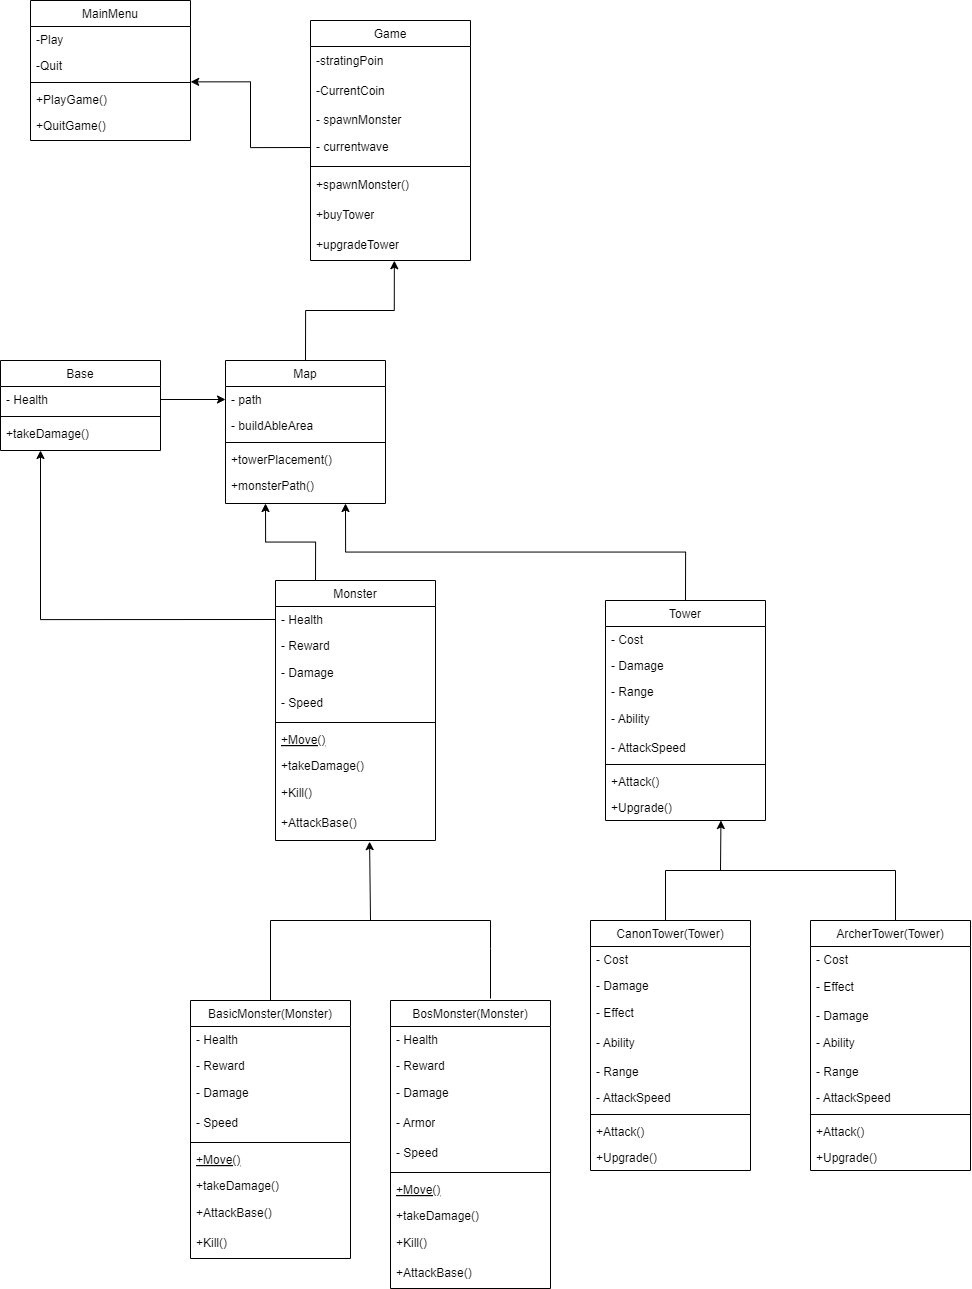 MainMenu
-Play
-Quit
+PlayGame()
+QuitGame()
Game
-stratingPoin
-CurrentCoin
- spawnMonster
- currentwave
+spawnMonster()
+buyTower
+upgradeTower
Base
- Health
+takeDamage()
Map
- path
- buildAbleArea
+towerPlacement()
+monsterPath()
Monster
- Health
- Reward
- Damage
- Speed
+Move()
+takeDamage()
+Kill()
+AttackBase()
Tower
- Cost
- Damage
- Range
- Ability
- AttackSpeed
+Attack()
+Upgrade()
BasicMonster(Monster)
- Health
- Reward
- Damage
- Speed
+Move()
+takeDamage()
+AttackBase()
+Kill()
BosMonster(Monster)
- Health
- Reward
- Damage
- Armor
- Speed
+Move()
+takeDamage()
+Kill()
+AttackBase()
CanonTower(Tower)
- Cost
- Damage
- Effect
- Ability
- Range
- AttackSpeed
+Attack()
+Upgrade()
ArcherTower(Tower)
- Cost
- Effect
- Damage
- Ability
- Range
- AttackSpeed
+Attack()
+Upgrade()